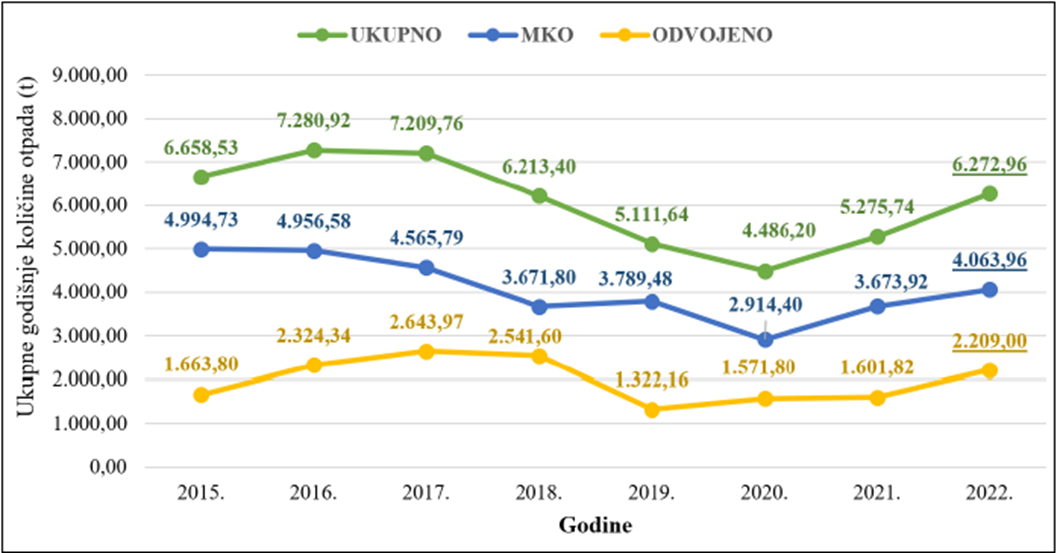 UKUPNO MKO ODVOJENO
Ukupne godišnje količine otpada (t)
9.000,00
8.000,00
7.000,00
6.000,00
5.000,00
4.000,00
3.000,00
2.000,00
1.000,00
0,00
6.658,53 7.280,92 7.209,76 6.213,40 5.111,64 4.486,20 5.275,74 6.272,96
4.994,73 4.956,58 4.565,79 3.671,80 3.789,48 2.914,40 3.673,92 4.063,96
1.663,80 2.324,34 2.643,97 2.541,60 1.322,16 1.571,80 1.601,82 2.209,00
2015. 2016. 2017. 2018. 2019. 2020. 2021. 2022.
Godine